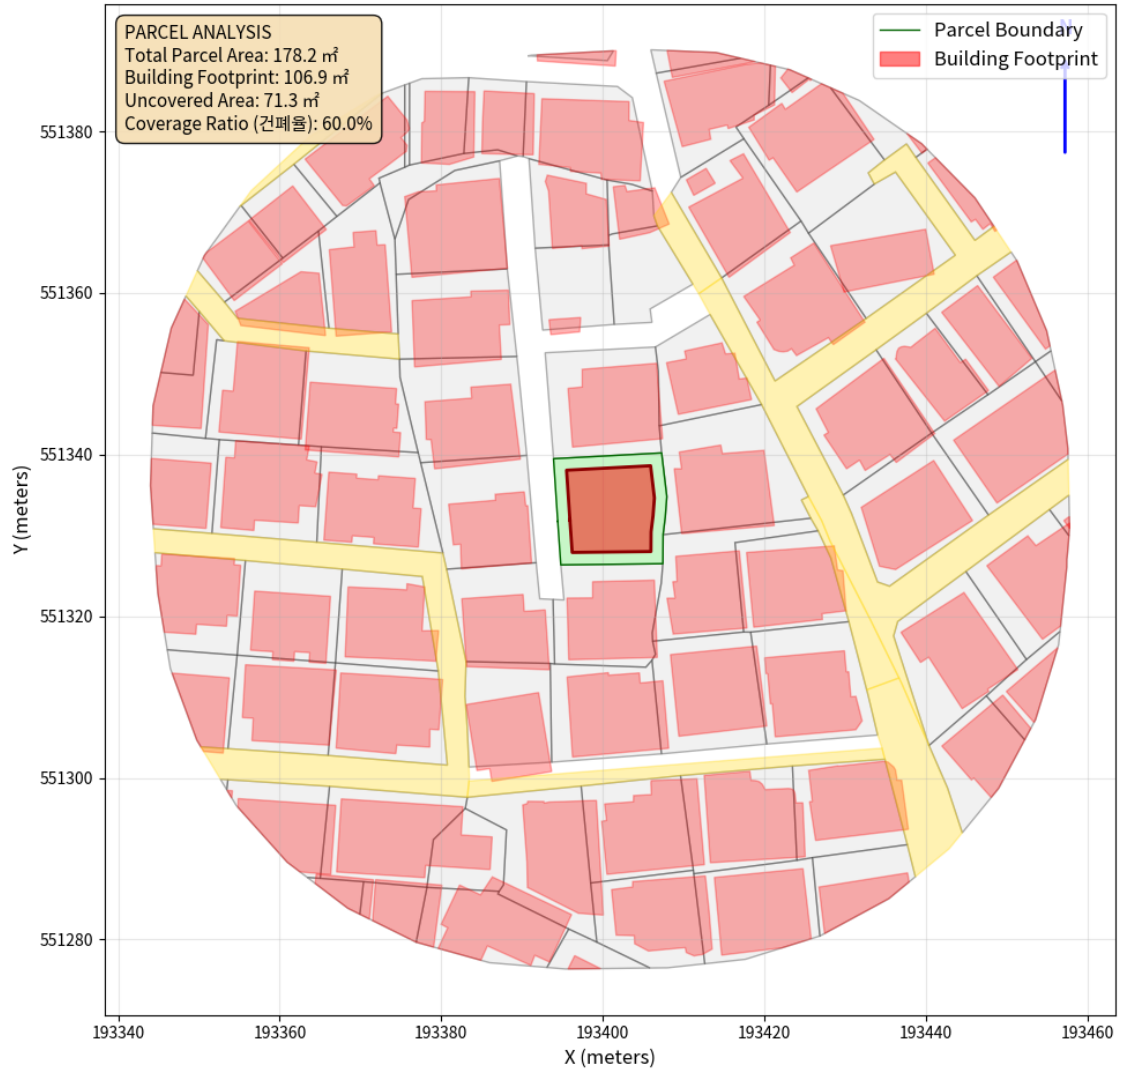 PARCEL ANALYSIS
Total Parcel Area: 178.2 ㎡
Building Footprint: 106.9 ㎡
Uncovered Area: 71.3 ㎡
Coverage Ratio (건폐율): 60.0%
N
Parcel Boundary
Building Footprint
Y (meters)
551380
551360
551340
551320
551300
551280
193340 193360 193380 193400 193420 193440 193460
X (meters)